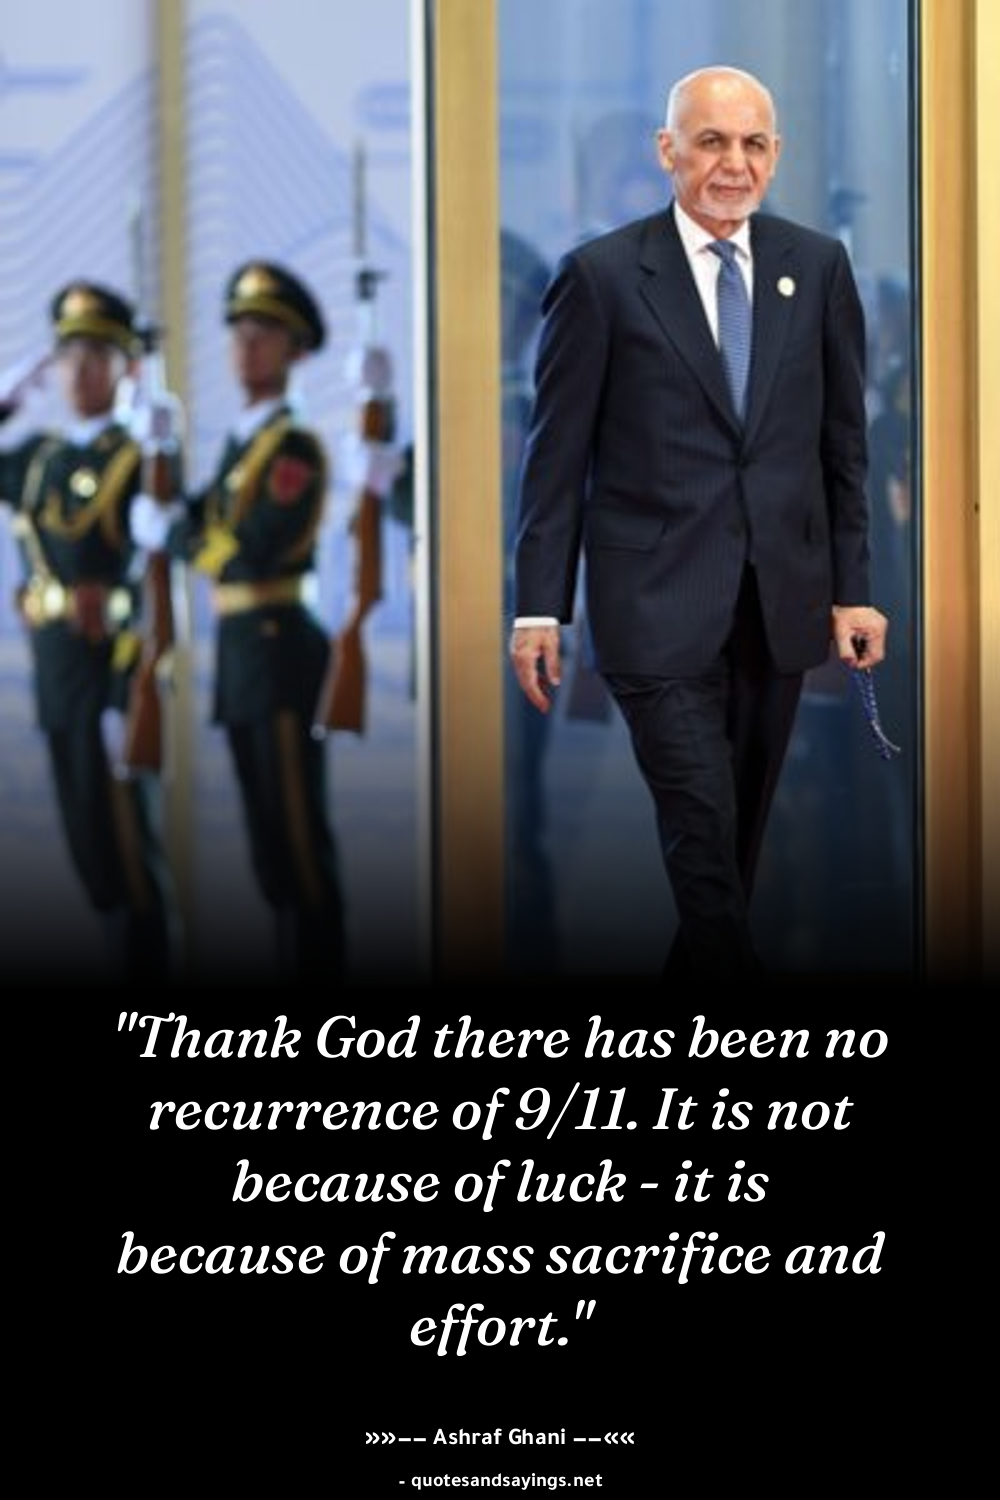 "Thank God there has been no
recurrence of 9/11. It is not
because of luck - it is
because of mass sacrifice and
effort."
»»–– Ashraf Ghani ––««
- quotesandsayings.net